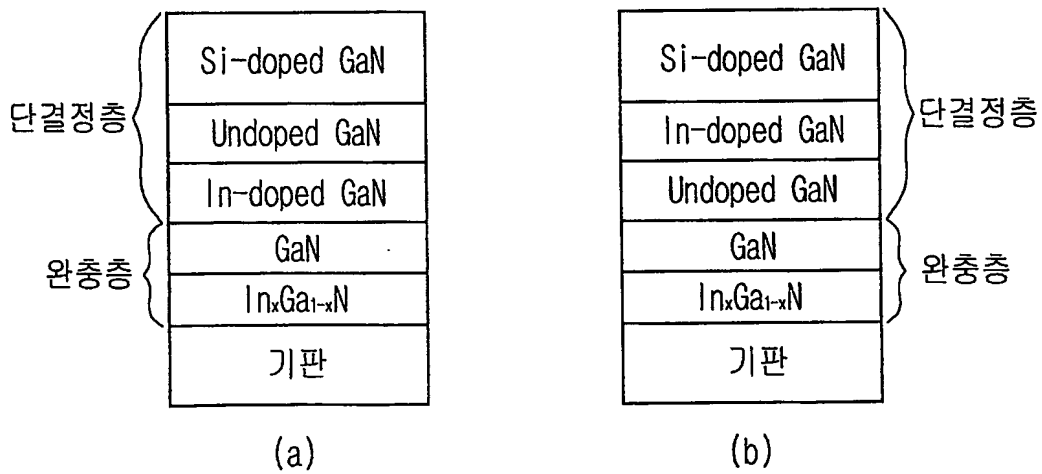 Si-doped GaN
Undoped GaN
In-doped GaN
단결정층
GaN
InₓGa₁₋ₓN
완충층
기판
(a)
Si-doped GaN
In-doped GaN
Undoped GaN
단결정층
GaN
InₓGa₁₋ₓN
완충층
기판
(b)